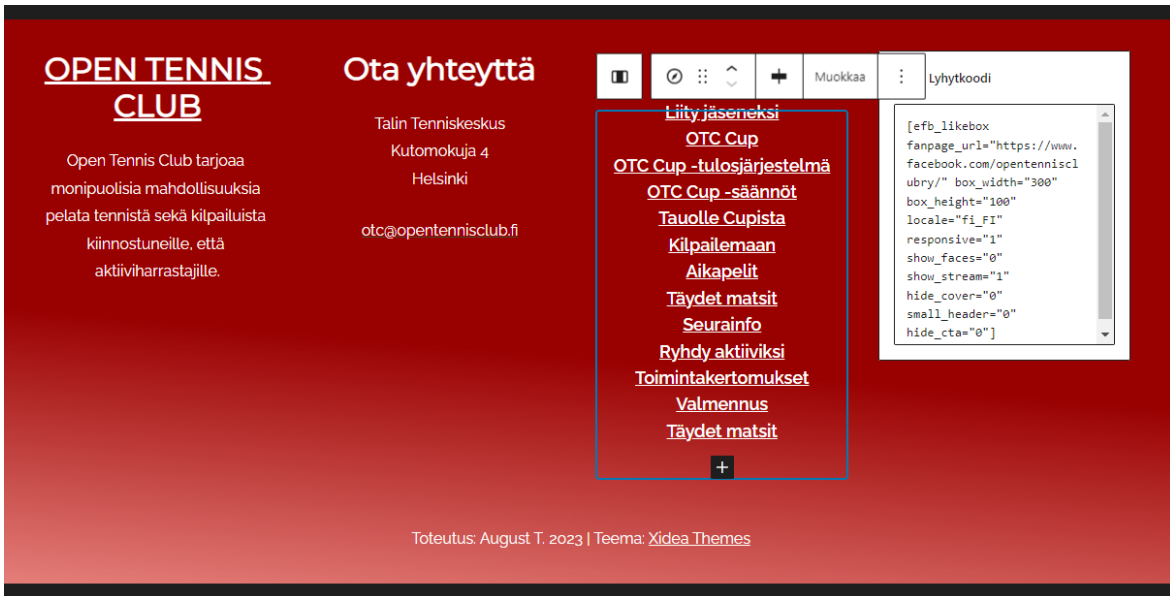 OPEN TENNIS
CLUB
Open Tennis Club tarjoaa
monipuolisia mahdollisuuksia
pelata tennistä sekä kilpailuista
kiinnostuneille, että
aktiiviharrastajille.
Ota yhteyttä
Talin Tenniskeskus
Kutomokuja 4
Helsinki
otc@opentennisclub.fi
Muokkaa
Liity jäseneksi
OTC Cup
OTC Cup -tulosjärjestelmä
OTC Cup -säännöt
Tauolle Cupista
Kilpailemaan
Aikapelit
Täydet matsit
Seurainfo
Ryhdy aktiiviksi
Toimintakertomukset
Valmennus
Täydet matsit
Lyhytkoodi
[efb_likebox
fanpage_url="https://www.
facebook.com/opentenniscl
ubry/" box_width="300"
box_height="100"
locale="fi_FI"
responsive="1"
show_faces="0"
show_stream="1"
hide_cover="0"
small_header="0"
hide_cta="0"]
Toteutus: August T. 2023 | Teema: Xidea Themes